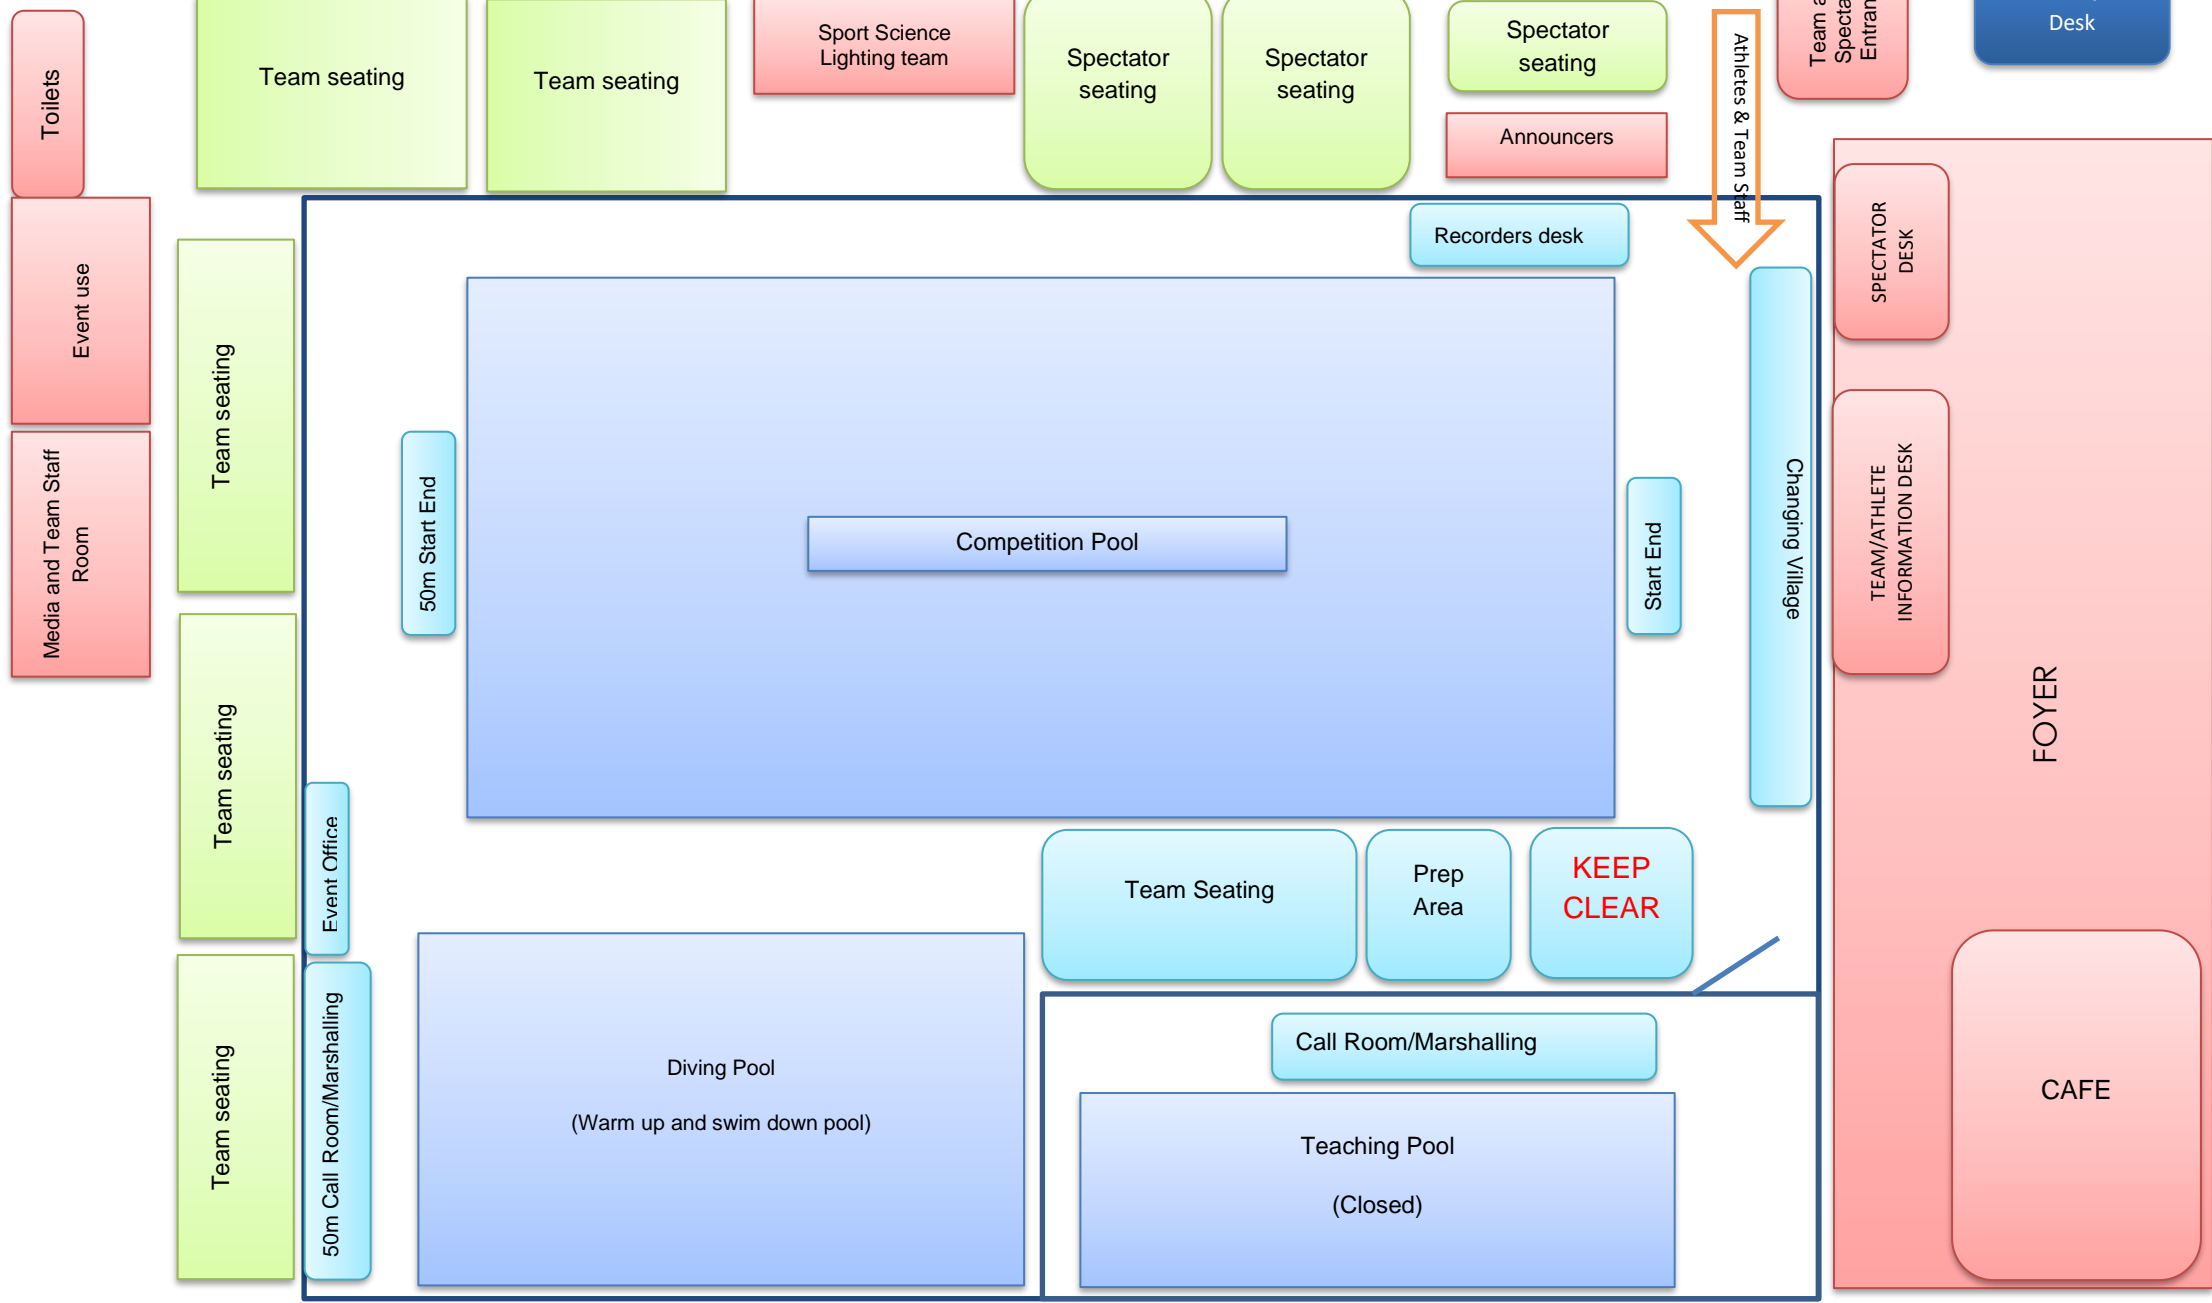 Toilets
Team seating
Team seating
Sport Science
Lighting team
Spectator
seating
Spectator
seating
Spectator
seating
Announcers
Athletes & Team Staff
Team
Desk
Event use
Media and Team Staff
Room
Team seating
Team seating
Team seating
Recorders desk
50m Start End
Competition Pool
Start End
Changing Village
SPECTATOR
DESK
TEAM/ATHLETE
INFORMATION DESK
FOYER
CAFE
Event Office
50m Call Room/Marshalling
Team Seating
Prep
Area
KEEP
CLEAR
Diving Pool
(Warm up and swim down pool)
Call Room/Marshalling
Teaching Pool
(Closed)